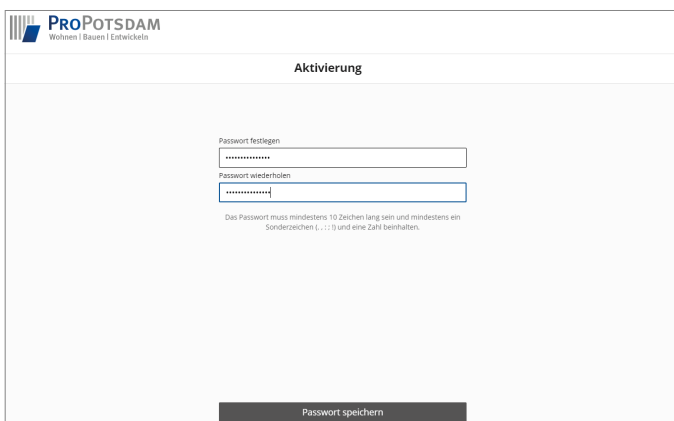 PROPOTSDAM
Wohnen | Bauen | Entwickeln
Aktivierung
Passwort festlegen
•••••••••••••••
Passwort wiederholen
•••••••••••••••
Das Passwort muss mindestens 10 Zeichen lang sein und mindestens ein
Sonderzeichen (, . : ; !) und eine Zahl beinhalten.
Passwort speichern